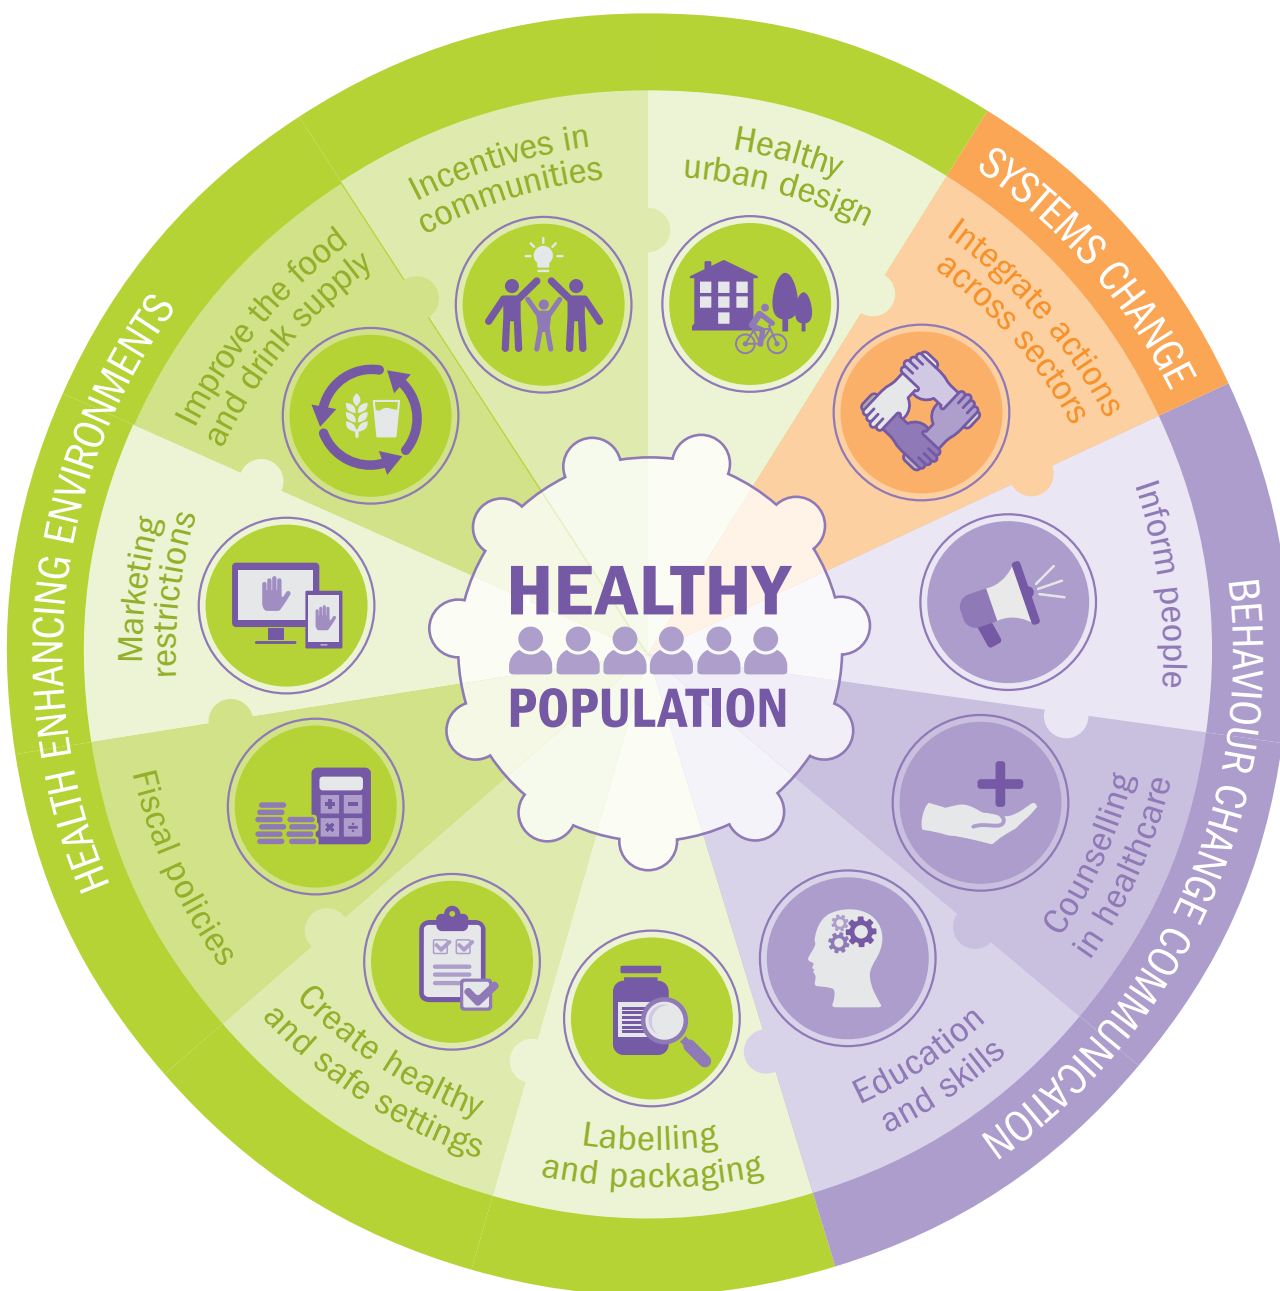 HEALTHY
POPULATION
HEALTH ENHANCING ENVIRONMENTS
Incentives in
communities
Healthy
urban design
SYSTEMS CHANGE
Integrate actions
across sectors
BEHAVIOUR CHANGE COMMUNICATION
Inform people
Counselling
in healthcare
Education
and skills
Labelling
and packaging
Create healthy
and safe settings
Fiscal policies
Marketing
restrictions
Improve the food
and drink supply